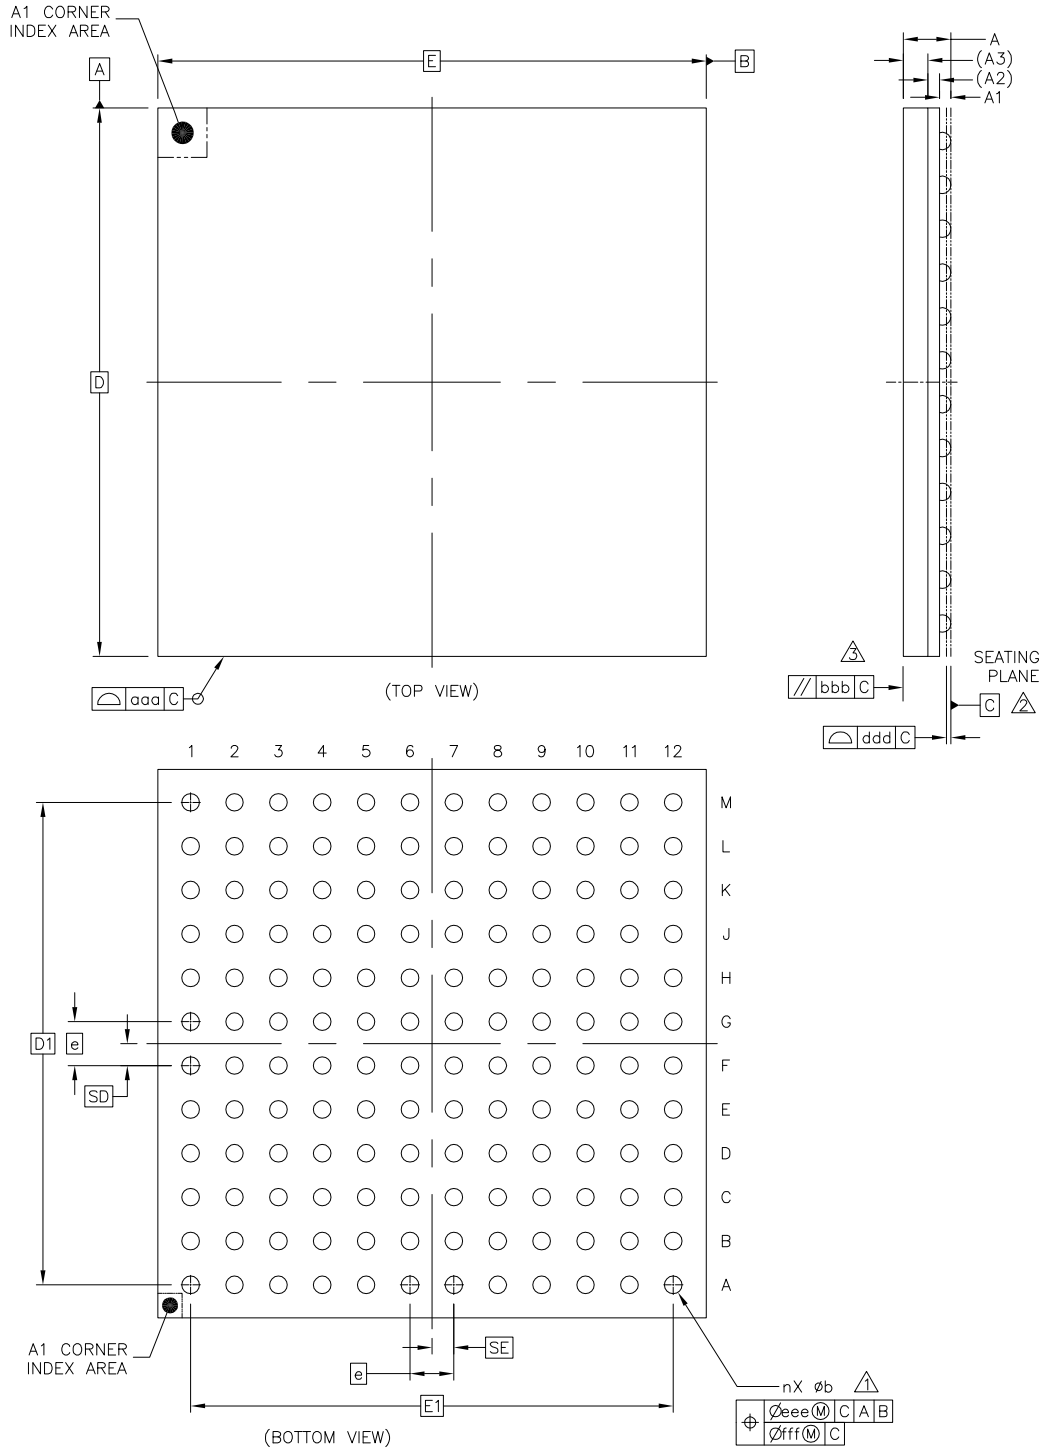 A1 CORNER
INDEX AREA
A
E
B
A
(A3)
(A2)
A1
D
aaa C
(TOP VIEW)
3
bbb C
SEATING
PLANE
C 2
ddd C
1 2 3 4 5 6 7 8 9 10 11 12
M
L
K
J
H
G
D1 e
F
SD
E
D
C
B
A
A1 CORNER
INDEX AREA
SE
e
E1
nX øb 1
Øeee Ⓜ C A B
Øfff Ⓜ C
(BOTTOM VIEW)